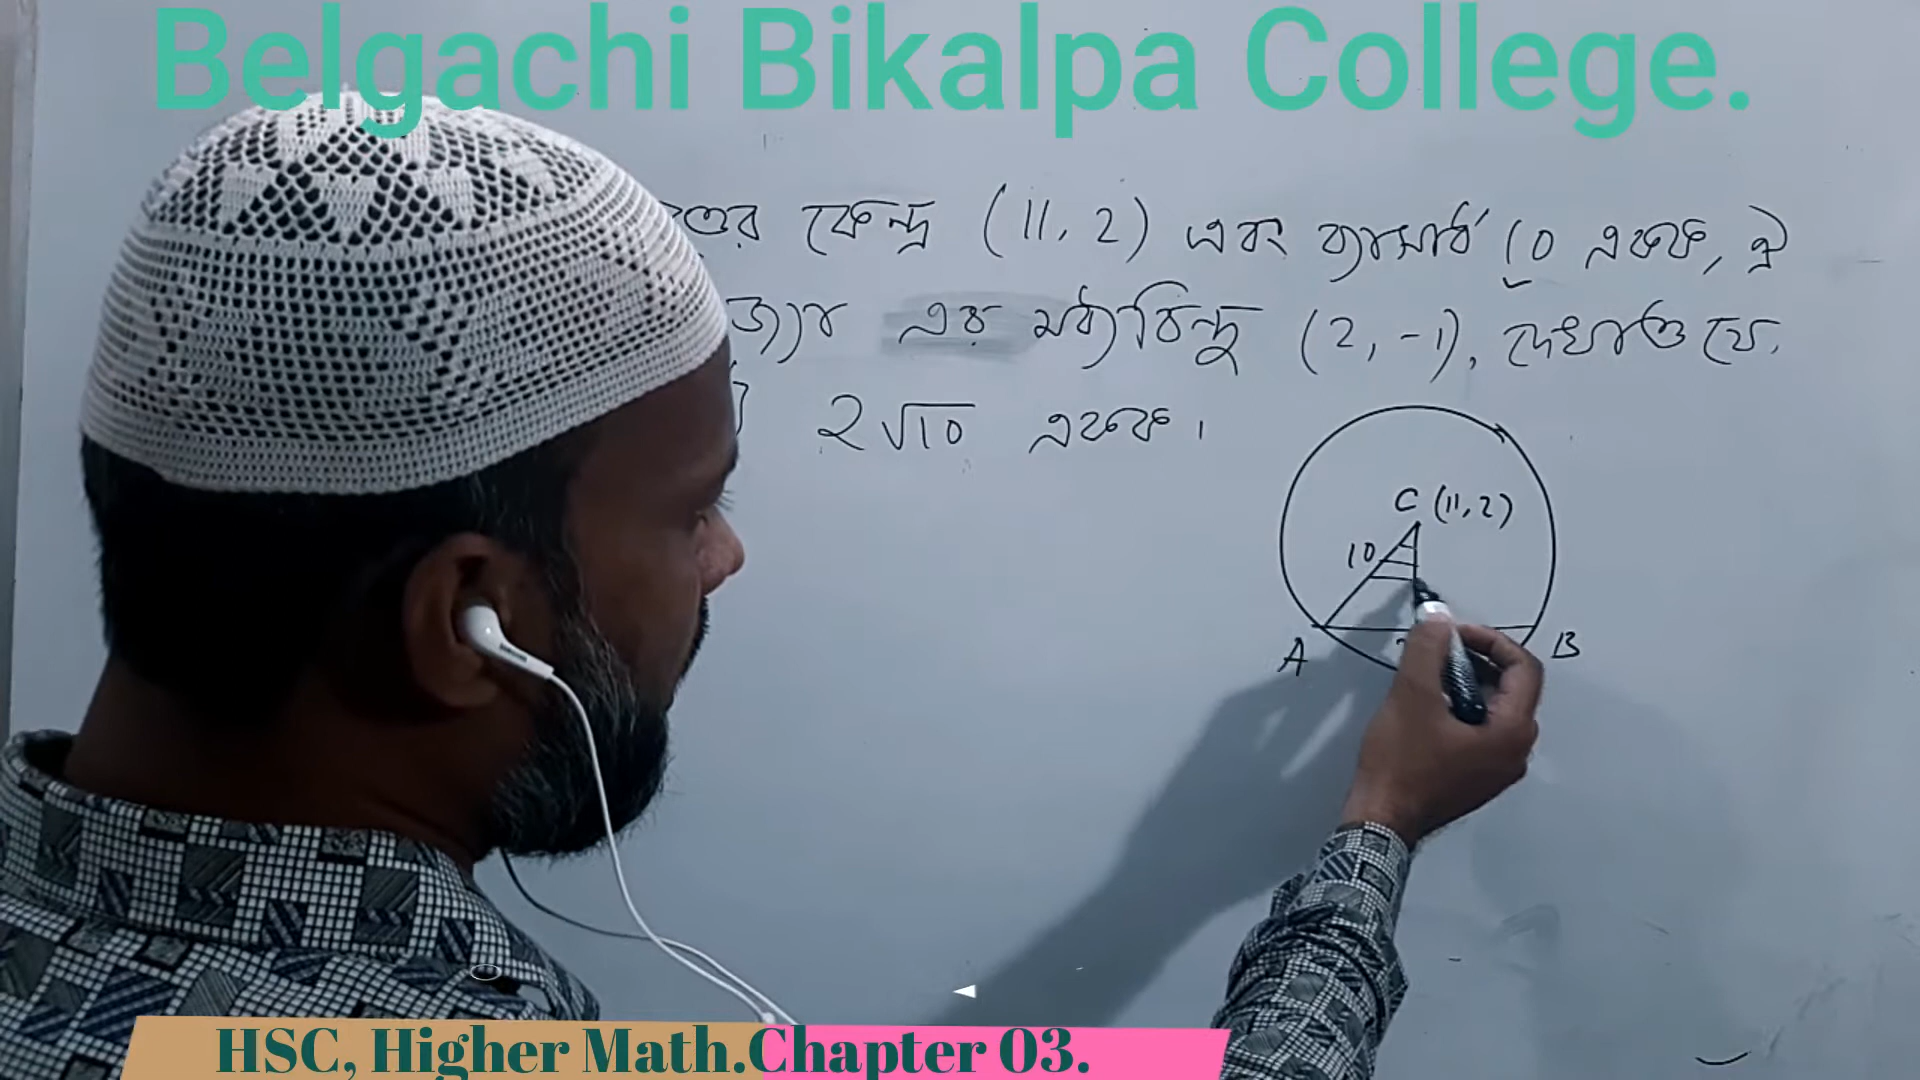 Belgachi Bikalpa College.
কেন্দ্র (11, 2) এবং ব্যাসার্ধ 10 একক, ঐ
জ্যা এর মধ্যবিন্দু (2, -1), দেখাও যে,
2√10 একক।
C (11, 2)
10
A
B
HSC, Higher Math.Chapter 03.